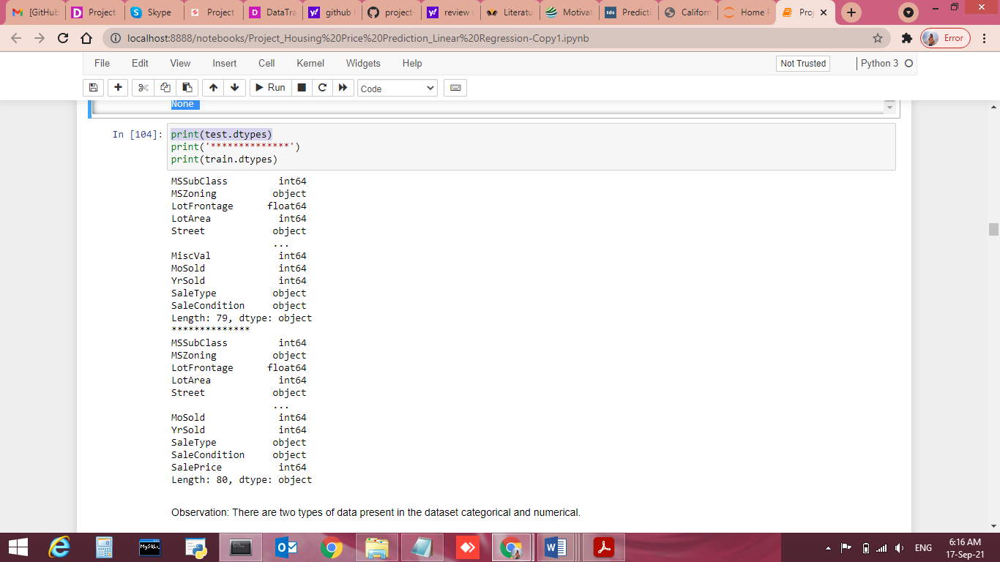 [GitHub
Project
Skype
Project
DataTra
github
project-
review
Literatu
Motivat
Predicti
Californ
Home
Proj
localhost:8888/notebooks/Project_Housing%20Price%20Prediction_Linear%20Regression-Copy1.ipynb
Error
File Edit View Insert Cell Kernel Widgets Help
Not Trusted
Python 3
Run
Code
None
In [104]: print(test.dtypes)
print('**************')
print(train.dtypes)
MSSubClass int64
MSZoning object
LotFrontage float64
LotArea int64
Street object
...
MiscVal int64
MoSold int64
YrSold int64
SaleType object
SaleCondition object
Length: 79, dtype: object
**************
MSSubClass int64
MSZoning object
LotFrontage float64
LotArea int64
Street object
...
MoSold int64
YrSold int64
SaleType object
SaleCondition object
SalePrice int64
Length: 80, dtype: object
Observation: There are two types of data present in the dataset categorical and numerical.
ENG
6:16 AM
17-Sep-21